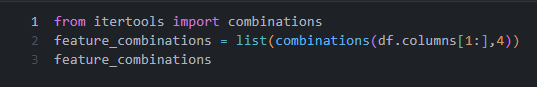 1 from itertools import combinations
2 feature_combinations = list(combinations(df.columns[1:],4))
3 feature_combinations